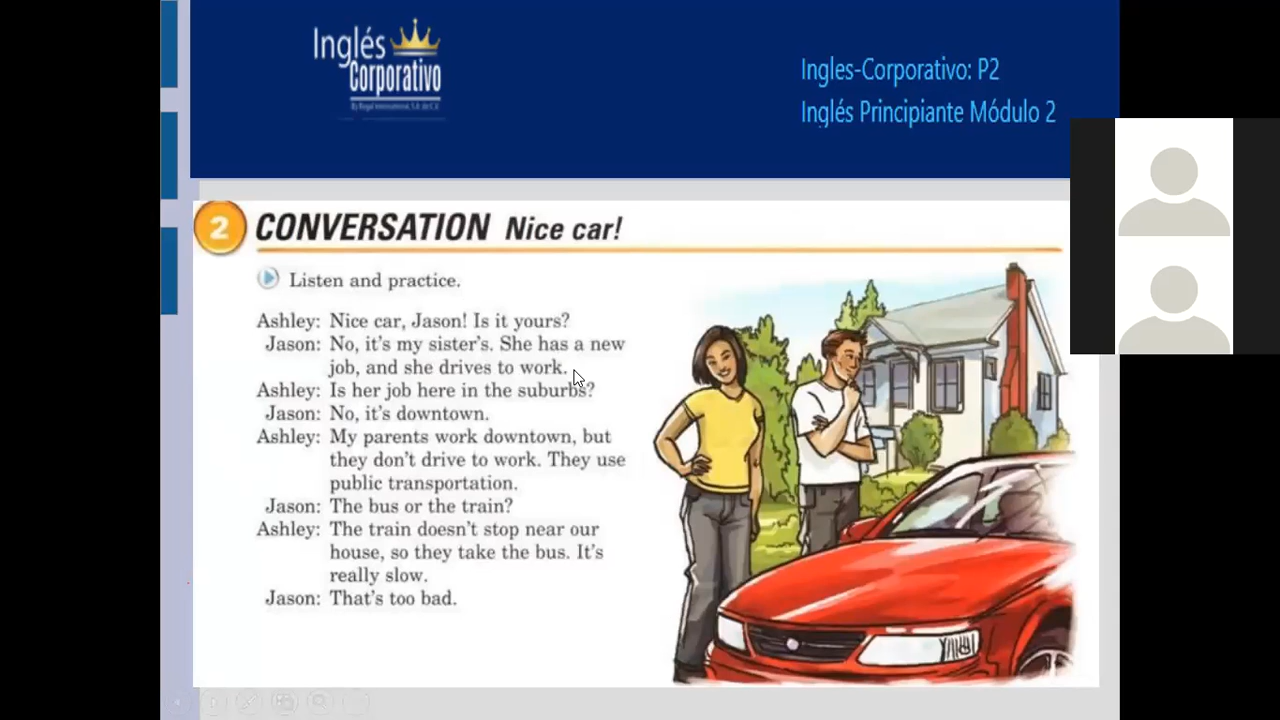 Inglés
Corporativo
Ingles-Corporativo: P2
Inglés Principiante Módulo 2
2 CONVERSATION Nice car!
Listen and practice.
Ashley: Nice car, Jason! Is it yours?
Jason: No, it's my sister's. She has a new
job, and she drives to work.
Ashley: Is her job here in the suburbs?
Jason: No, it's downtown.
Ashley: My parents work downtown, but
they don't drive to work. They use
public transportation.
Jason: The bus or the train?
Ashley: The train doesn't stop near our
house, so they take the bus. It's
really slow.
Jason: That's too bad.